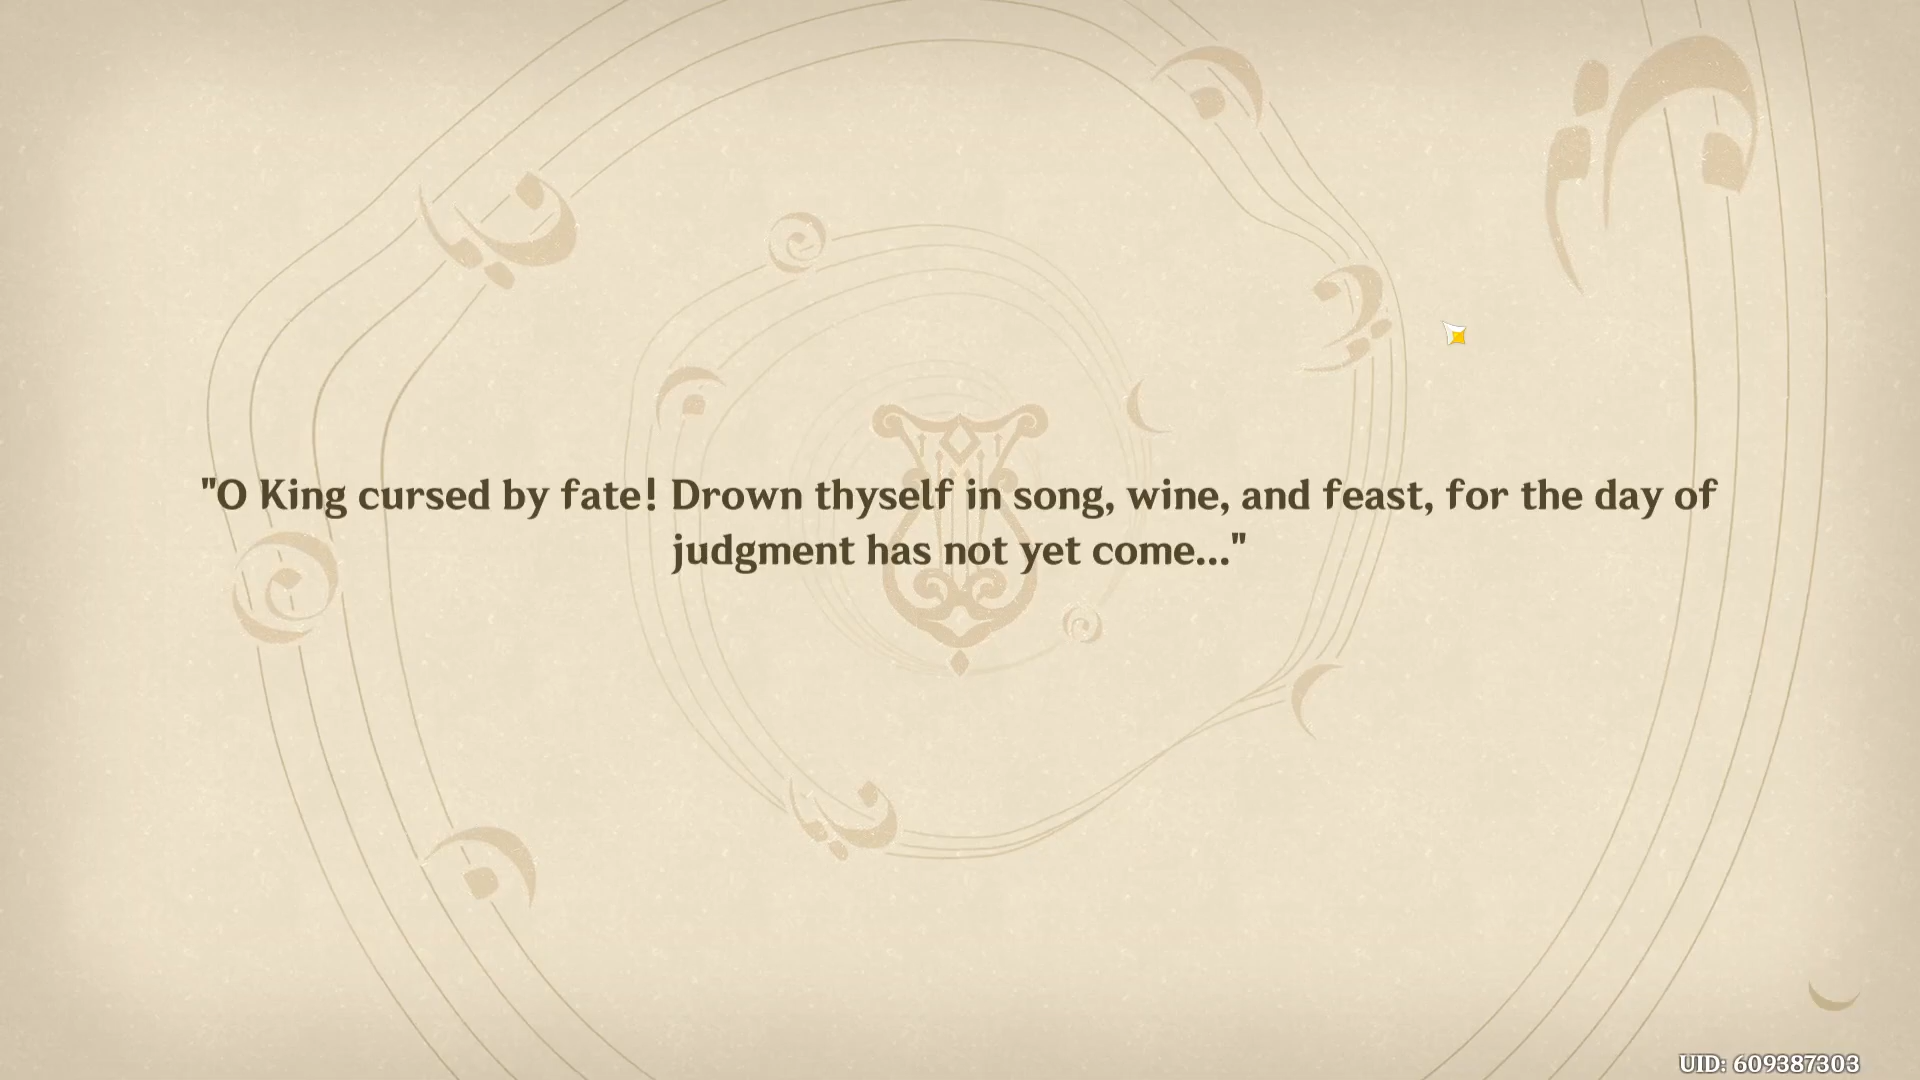 "O King cursed by fate! Drown thyself in song, wine, and feast, for the day of
judgment has not yet come..."
UID: 609387303